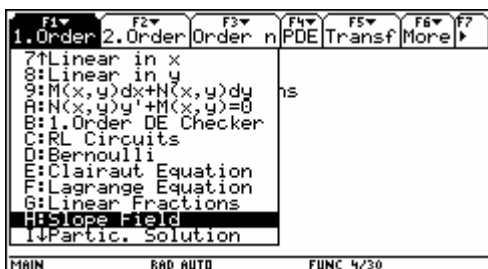 F1▾ F2▾ F3▾ F4▾ F5▾ F6▾ F7
1.Order 2.Order Order n PDE Transf More ▸
7↑Linear in x
8:Linear in y
9:M(x,y)dx+N(x,y)dy
A:N(x,y)y'+M(x,y)=0
B:1.Order DE Checker
C:RL Circuits
D:Bernoulli
E:Clairaut Equation
F:Lagrange Equation
G:Linear Fractions
H:Slope Field
I↓Partic. Solution
ns
MAIN RAD AUTO FUNC 4/30